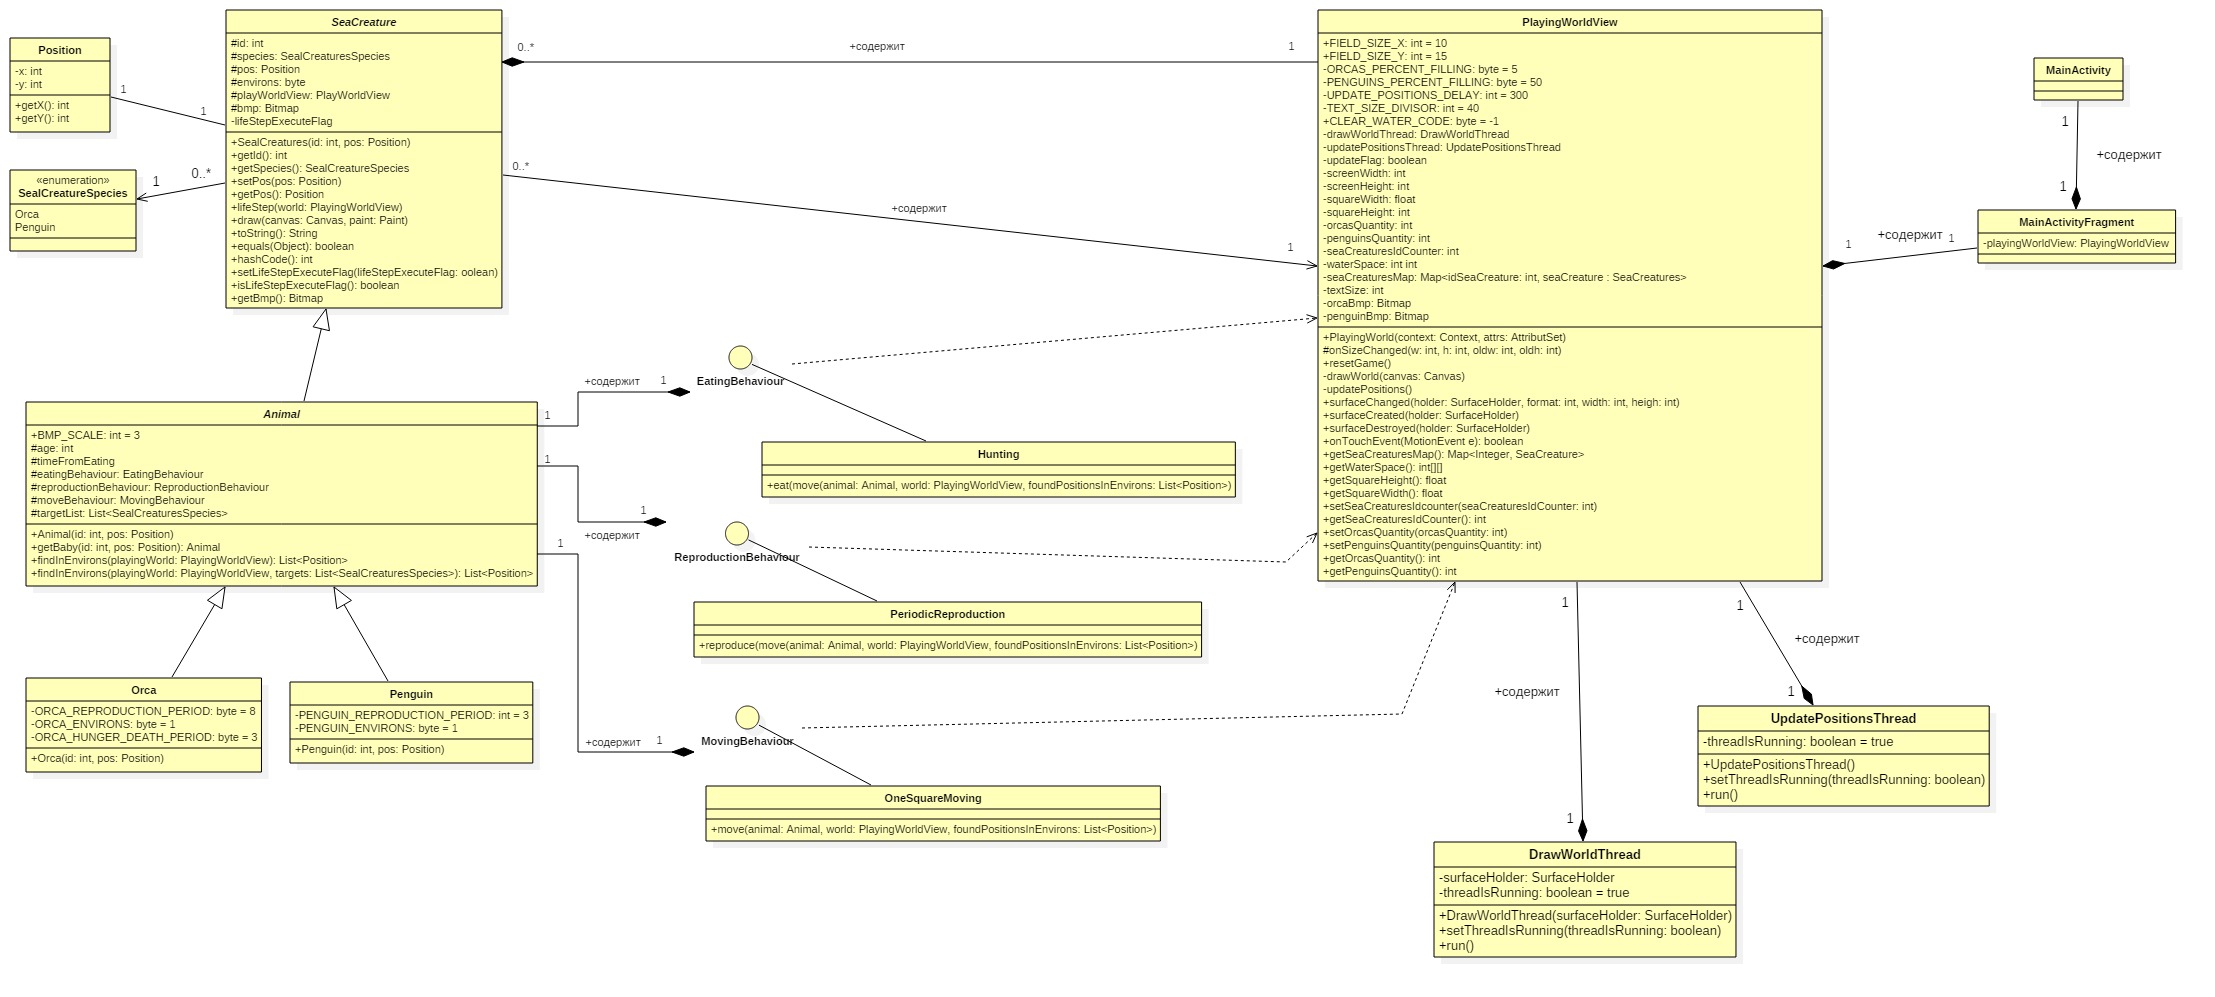 Position
-x: int
-y: int
+getX(): int
+getY(): int
1
1
«enumeration»
SealCreatureSpecies
Orca
Penguin
1
0..*
SeaCreature
#id: int
#species: SealCreaturesSpecies
#pos: Position
#environs: byte
#playWorldView: PlayWorldView
#bmp: Bitmap
-lifeStepExecuteFlag
+SealCreatures(id: int, pos: Position)
+getId(): int
+getSpecies(): SealCreatureSpecies
+setPos(pos: Position)
+getPos(): Position
+lifeStep(world: PlayingWorldView)
+draw(canvas: Canvas, paint: Paint)
+toString(): String
+equals(Object): boolean
+hashCode(): int
+setLifeStepExecuteFlag(lifeStepExecuteFlag: oolean)
+isLifeStepExecuteFlag(): boolean
+getBmp(): Bitmap
0..*
+содержит
1
0..*
+содержит
1
PlayingWorldView
+FIELD_SIZE_X: int = 10
+FIELD_SIZE_Y: int = 15
-ORCAS_PERCENT_FILLING: byte = 5
-PENGUINS_PERCENT_FILLING: byte = 50
-UPDATE_POSITIONS_DELAY: int = 300
-TEXT_SIZE_DIVISOR: int = 40
+CLEAR_WATER_CODE: byte = -1
-drawWorldThread: DrawWorldThread
-updatePositionsThread: UpdatePositionsThread
-updateFlag: boolean
-screenWidth: int
-screenHeight: int
-squareWidth: float
-squareHeight: int
-orcasQuantity: int
-penguinsQuantity: int
-seaCreaturesIdCounter: int
-waterSpace: int int
-seaCreaturesMap: Map<idSeaCreature: int, seaCreature : SeaCreatures>
-textSize: int
-orcaBmp: Bitmap
-penguinBmp: Bitmap
+PlayingWorld(context: Context, attrs: AttributSet)
#onSizeChanged(w: int, h: int, oldw: int, oldh: int)
+resetGame()
-drawWorld(canvas: Canvas)
-updatePositions()
+surfaceChanged(holder: SurfaceHolder, format: int, width: int, heigh: int)
+surfaceCreated(holder: SurfaceHolder)
+surfaceDestroyed(holder: SurfaceHolder)
+onTouchEvent(MotionEvent e): boolean
+getSeaCreaturesMap(): Map<Integer, SeaCreature>
+getWaterSpace(): int[][]
+getSquareHeight(): float
+getSquareWidth(): float
+setSeaCreaturesIdcounter(seaCreaturesIdCounter: int)
+getSeaCreaturesIdCounter(): int
+setOrcasQuantity(orcasQuantity: int)
+setPenguinsQuantity(penguinsQuantity: int)
+getOrcasQuantity(): int
+getPenguinsQuantity(): int
MainActivity
1
+содержит
1
MainActivityFragment
-playingWorldView: PlayingWorldView
1
+содержит
1
Animal
+BMP_SCALE: int = 3
#age: int
#timeFromEating
#eatingBehaviour: EatingBehaviour
#reproductionBehaviour: ReproductionBehaviour
#moveBehaviour: MovingBehaviour
#targetList: List<SealCreaturesSpecies>
+Animal(id: int, pos: Position)
+getBaby(id: int, pos: Position): Animal
+findInEnvirons(playingWorld: PlayingWorldView): List<Position>
+findInEnvirons(playingWorld: PlayingWorldView, targets: List<SealCreaturesSpecies>): List<Position>
1
+содержит
1
EatingBehaviour
Hunting
+eat(move(animal: Animal, world: PlayingWorldView, foundPositionsInEnvirons: List<Position>)
1
1
+содержит
ReproductionBehaviour
PeriodicReproduction
+reproduce(move(animal: Animal, world: PlayingWorldView, foundPositionsInEnvirons: List<Position>)
1
+содержит
1
MovingBehaviour
OneSquareMoving
+move(animal: Animal, world: PlayingWorldView, foundPositionsInEnvirons: List<Position>)
Orca
-ORCA_REPRODUCTION_PERIOD: byte = 8
-ORCA_ENVIRONS: byte = 1
-ORCA_HUNGER_DEATH_PERIOD: byte = 3
+Orca(id: int, pos: Position)
Penguin
-PENGUIN_REPRODUCTION_PERIOD: int = 3
-PENGUIN_ENVIRONS: byte = 1
+Penguin(id: int, pos: Position)
1
+содержит
1
UpdatePositionsThread
-threadIsRunning: boolean = true
+UpdatePositionsThread()
+setThreadIsRunning(threadIsRunning: boolean)
+run()
1
+содержит
1
DrawWorldThread
-surfaceHolder: SurfaceHolder
-threadIsRunning: boolean = true
+DrawWorldThread(surfaceHolder: SurfaceHolder)
+setThreadIsRunning(threadIsRunning: boolean)
+run()